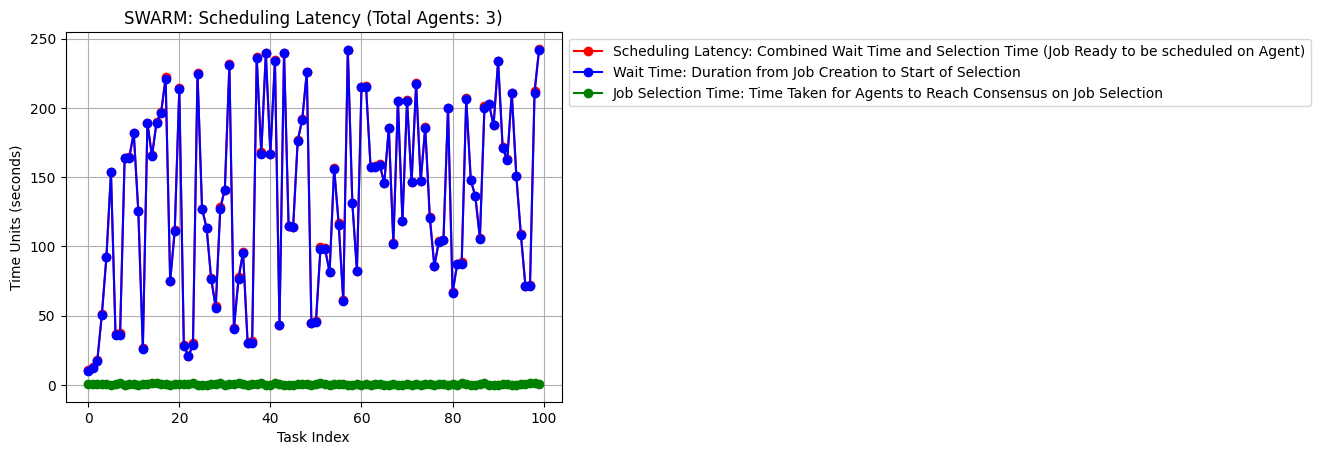 SWARM: Scheduling Latency (Total Agents: 3)
Scheduling Latency: Combined Wait Time and Selection Time (Job Ready to be scheduled on Agent)
Wait Time: Duration from Job Creation to Start of Selection
Job Selection Time: Time Taken for Agents to Reach Consensus on Job Selection
Time Units (seconds)
250
200
150
100
50
0
0 20 40 60 80 100
Task Index